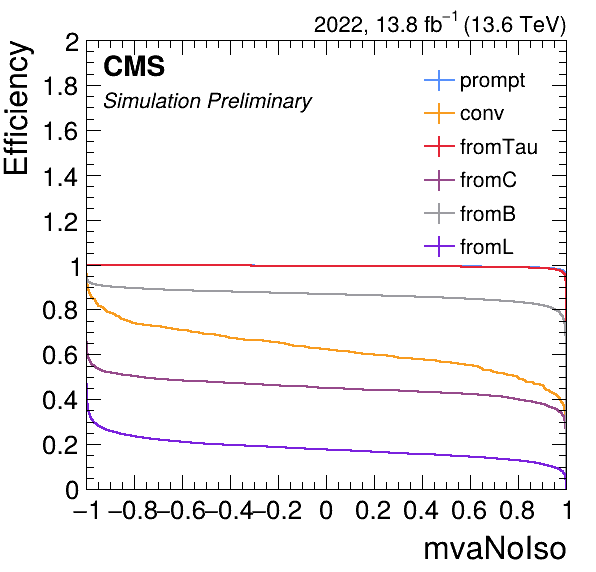 2022, 13.8 fb⁻¹ (13.6 TeV)
Efficiency
CMS
Simulation Preliminary
prompt
conv
fromTau
fromC
fromB
fromL
2
1.8
1.6
1.4
1.2
1
0.8
0.6
0.4
0.2
0
−1 −0.8 −0.6 −0.4 −0.2 0 0.2 0.4 0.6 0.8 1
mvaNoIso